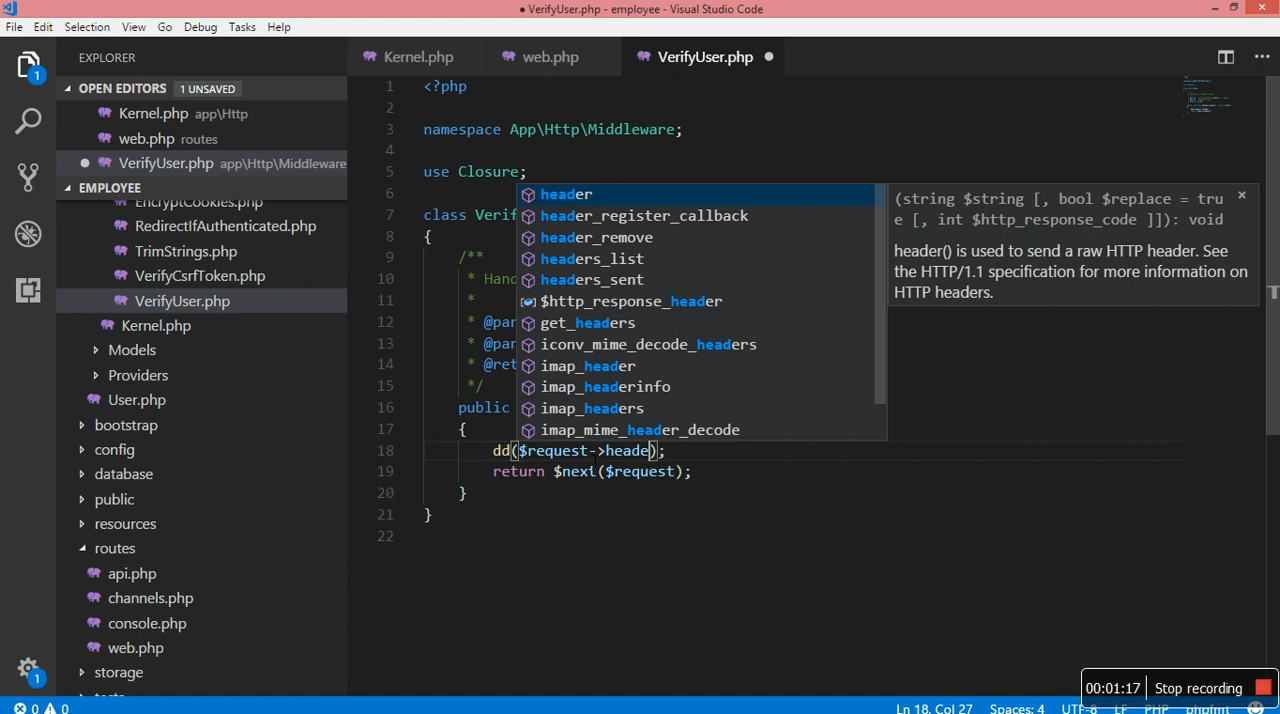 ● VerifyUser.php - employee - Visual Studio Code
File Edit Selection View Go Debug Tasks Help
EXPLORER
Kernel.php
web.php
VerifyUser.php
OPEN EDITORS 1 UNSAVED
Kernel.php app\Http
web.php routes
VerifyUser.php app\Http\Middleware
EMPLOYEE
EncryptCookies.php
RedirectIfAuthenticated.php
TrimStrings.php
VerifyCsrfToken.php
VerifyUser.php
Kernel.php
Models
Providers
User.php
bootstrap
config
database
public
resources
routes
api.php
channels.php
console.php
web.php
storage
tests
1
1
1 <?php
2
3 namespace App\Http\Middleware;
4
5 use Closure;
6
7 class Verif
8 {
9 /**
10 * Hand
11 *
12 * @par
13 * @par
14 * @ret
15 */
16 public
17 {
18 dd($request->heade);
19 return $next($request);
20 }
21 }
22
header
header_register_callback
header_remove
headers_list
headers_sent
$http_response_header
get_headers
iconv_mime_decode_headers
imap_header
imap_headerinfo
imap_headers
imap_mime_header_decode
(string $string [, bool $replace = tru
e [, int $http_response_code ]]): void
header() is used to send a raw HTTP header. See
the HTTP/1.1 specification for more information on
HTTP headers.
00:01:17 Stop recording
0 0 Ln 18, Col 27 Spaces: 4 UTF-8 LF PHP phpfmt